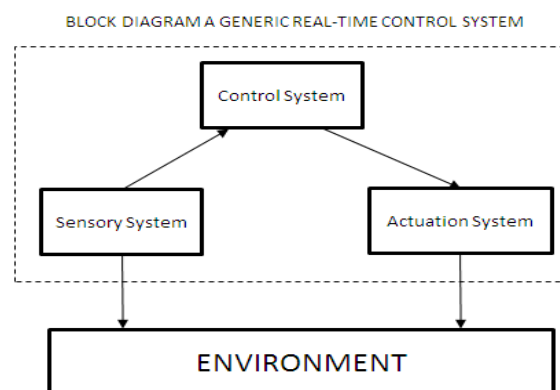 BLOCK DIAGRAM A GENERIC REAL-TIME CONTROL SYSTEM
Control System
Sensory System
Actuation System
ENVIRONMENT